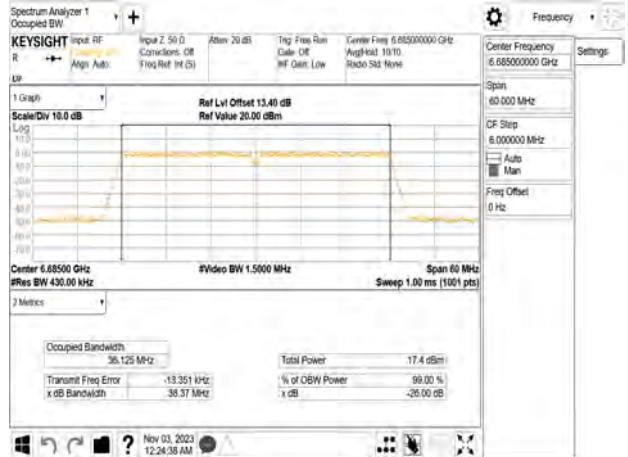 Spectrum Analyzer 1
Occupied BW
KEYSIGHT
Input: RF
Align: Auto
Input Z: 50 Ω
Corrections: Off
Freq Ref: Int (S)
Atten: 20 dB
Trig: Free Run
Gate: Off
#IF Gain: Low
Center Freq: 6.685000000 GHz
Avg|Hold: 10/10
Radio Std: None
Frequency
Settings
Center Frequency
6.685000000 GHz
Span
60.000 MHz
CF Step
6.000000 MHz
Auto
Man
Freq Offset
0 Hz
1 Graph
Scale/Div 10.0 dB
Log
Ref Lvl Offset 13.40 dB
Ref Value 20.00 dBm
Center 6.68500 GHz
#Res BW 430.00 kHz
#Video BW 1.5000 MHz
Span 60 MHz
Sweep 1.00 ms (1001 pts)
2 Metrics
Occupied Bandwidth
36.125 MHz
Total Power
17.4 dBm
Transmit Freq Error
-13.351 kHz
% of OBW Power
99.00 %
x dB Bandwidth
38.37 MHz
x dB
-26.00 dB
Nov 03, 2023
12:24:38 AM